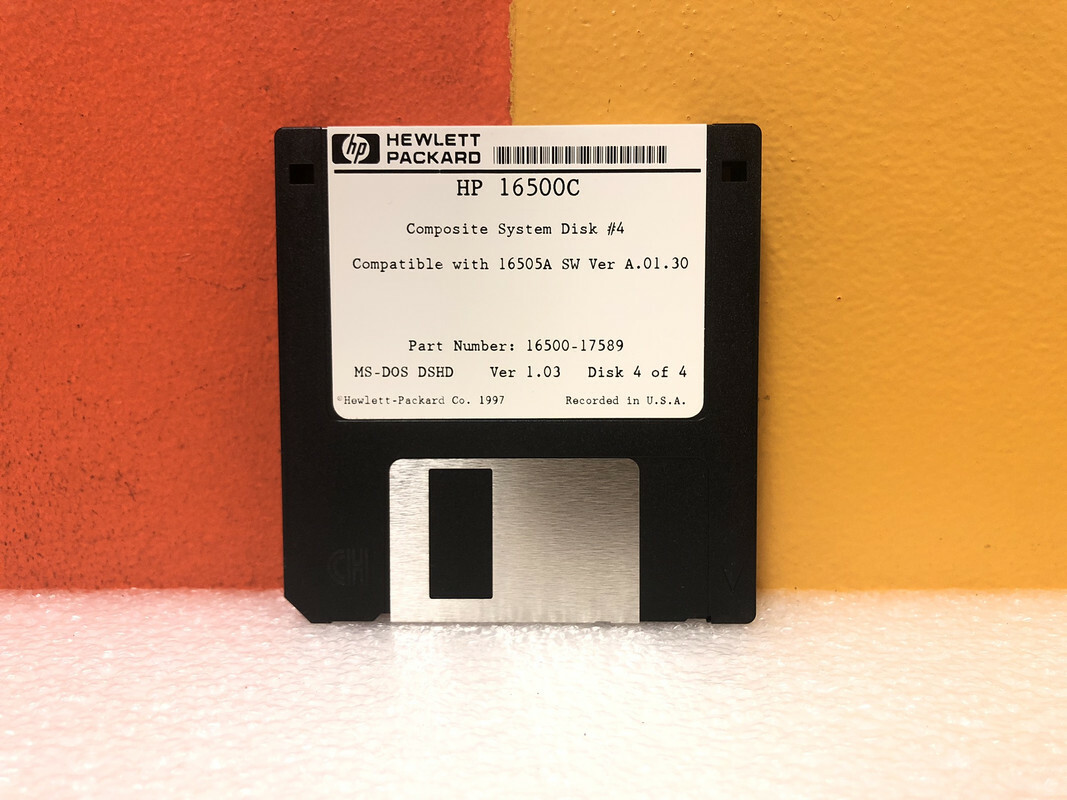 hp HEWLETT
PACKARD
HP 16500C
Composite System Disk #4
Compatible with 16505A SW Ver A.01.30
Part Number: 16500-17589
MS-DOS DSHD Ver 1.03 Disk 4 of 4
©Hewlett-Packard Co. 1997 Recorded in U.S.A.